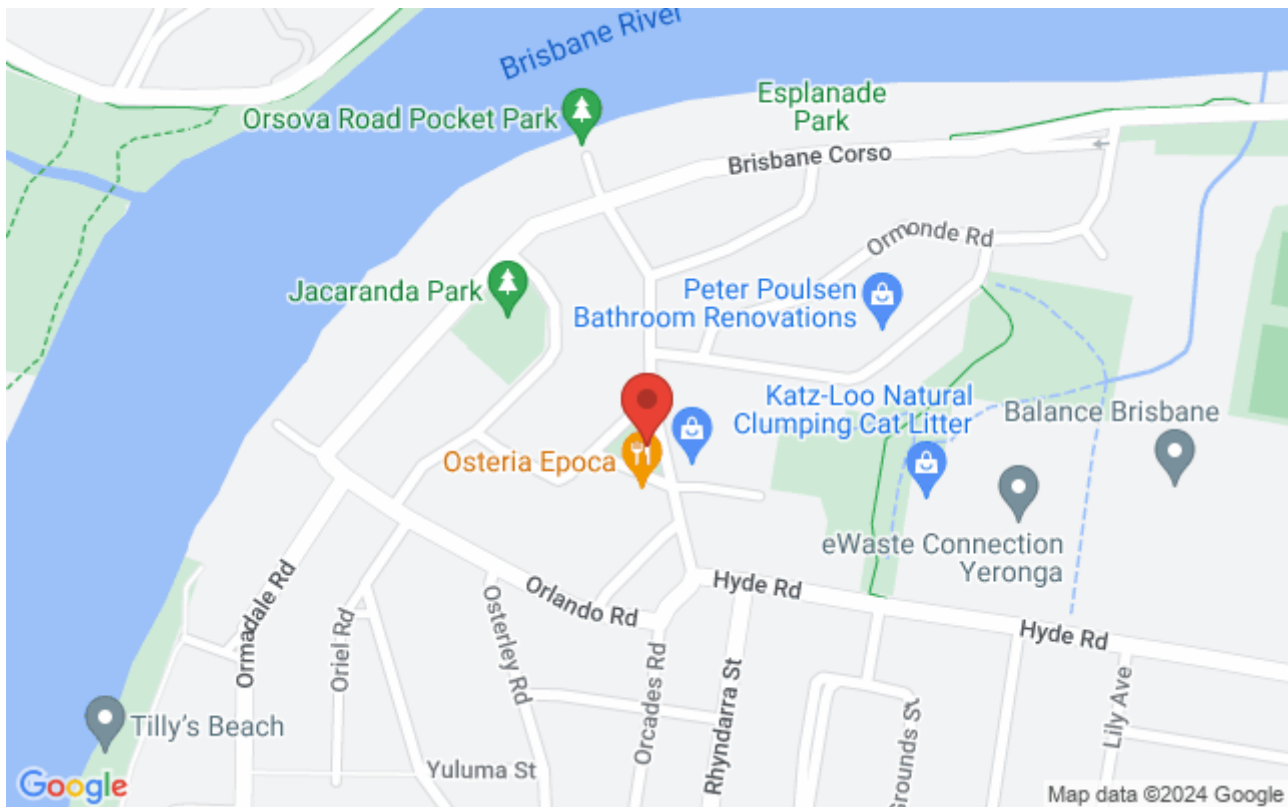 Brisbane River
Esplanade
Park
Orsova Road Pocket Park
Brisbane Corso
Ormonde Rd
Jacaranda Park
Peter Poulsen
Bathroom Renovations
Katz-Loo Natural
Clumping Cat Litter
Balance Brisbane
Osteria Epoca
eWaste Connection
Yeronga
Hyde Rd
Orlando Rd
Hyde Rd
Ormadale Rd
Oriel Rd
Osterley Rd
Orcades Rd
Rhyndarra St
Grounds St
Lily Ave
Tilly's Beach
Yuluma St
Google
Map data ©2024 Google